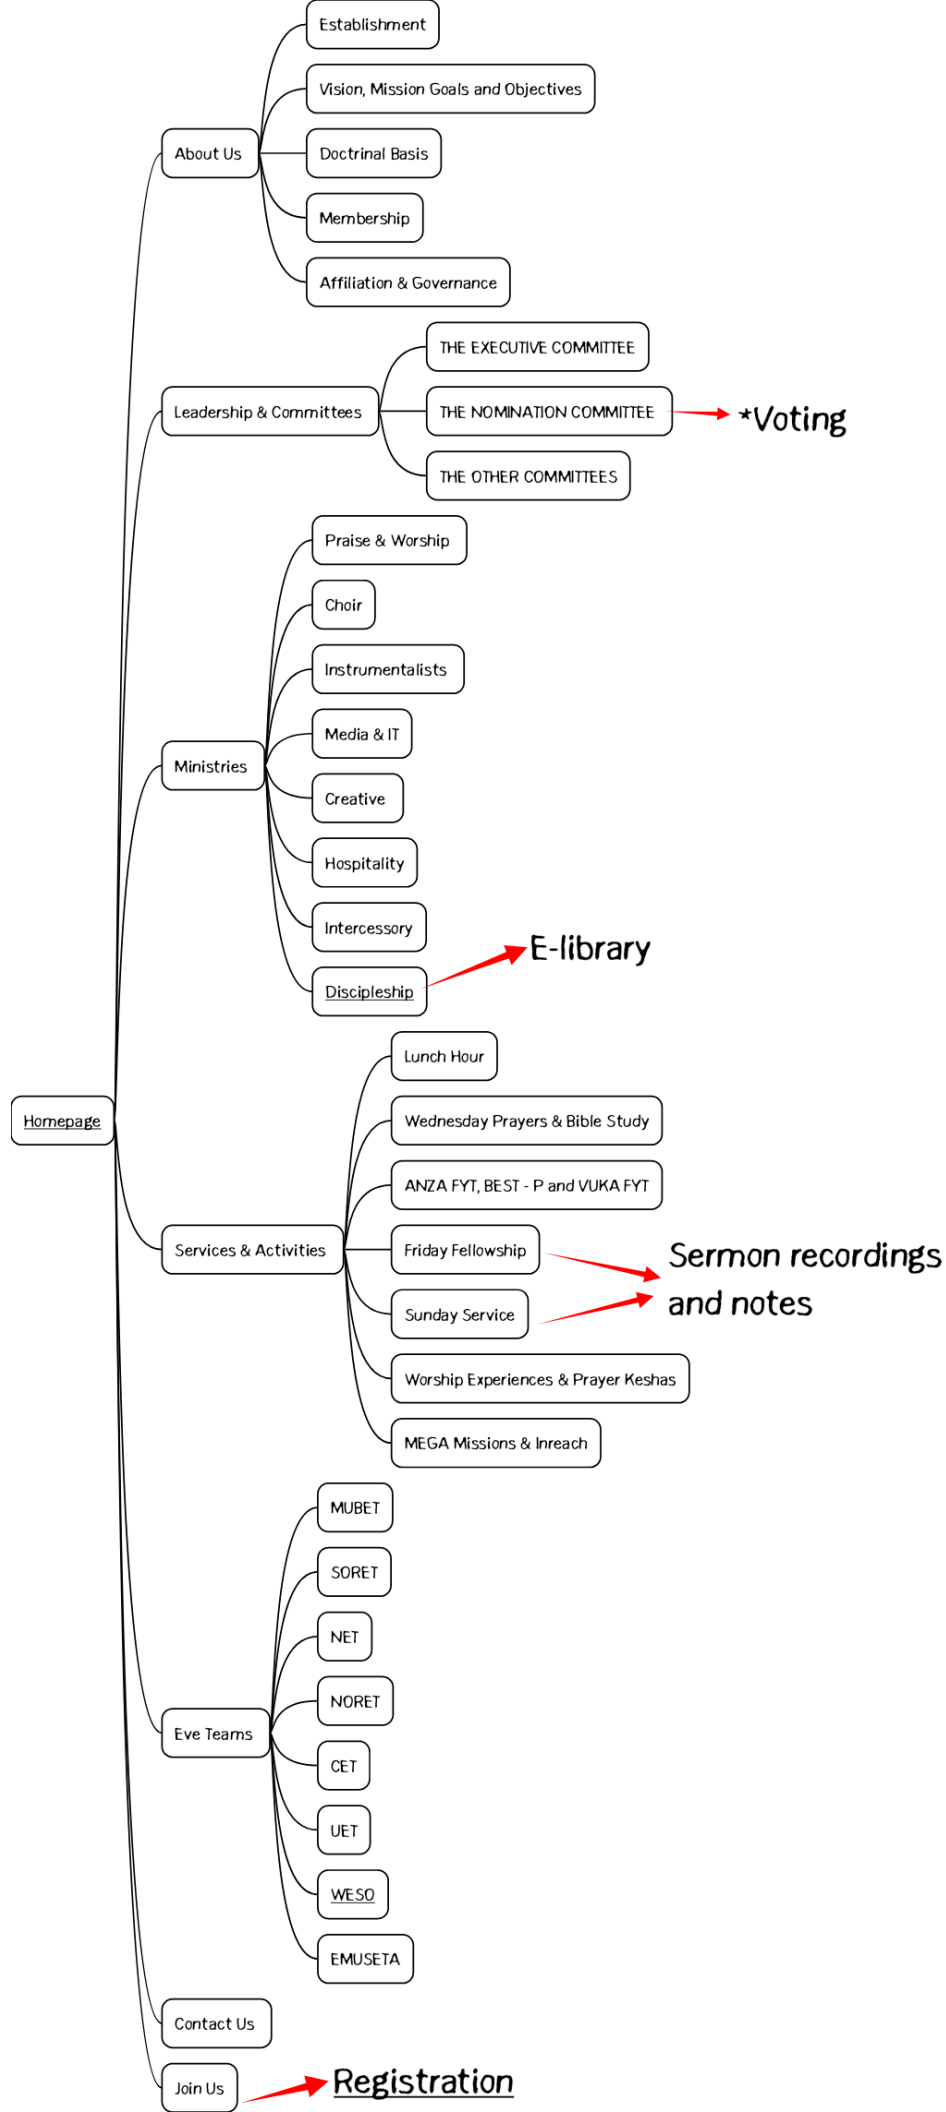 Establishment
Vision, Mission Goals and Objectives
About Us
Doctrinal Basis
Membership
Affiliation & Governance
THE EXECUTIVE COMMITTEE
Leadership & Committees
THE NOMINATION COMMITTEE
*Voting
THE OTHER COMMITTEES
Praise & Worship
Choir
Instrumentalists
Media & IT
Ministries
Creative
Hospitality
Intercessory
E-library
Discipleship
Lunch Hour
Homepage
Wednesday Prayers & Bible Study
ANZA FYT, BEST - P and VUKA FYT
Services & Activities
Friday Fellowship
Sermon recordings
and notes
Sunday Service
Worship Experiences & Prayer Keshas
MEGA Missions & Inreach
MUBET
SORET
NET
NORET
Eve Teams
CET
UET
WESO
EMUSETA
Contact Us
Join Us
Registration